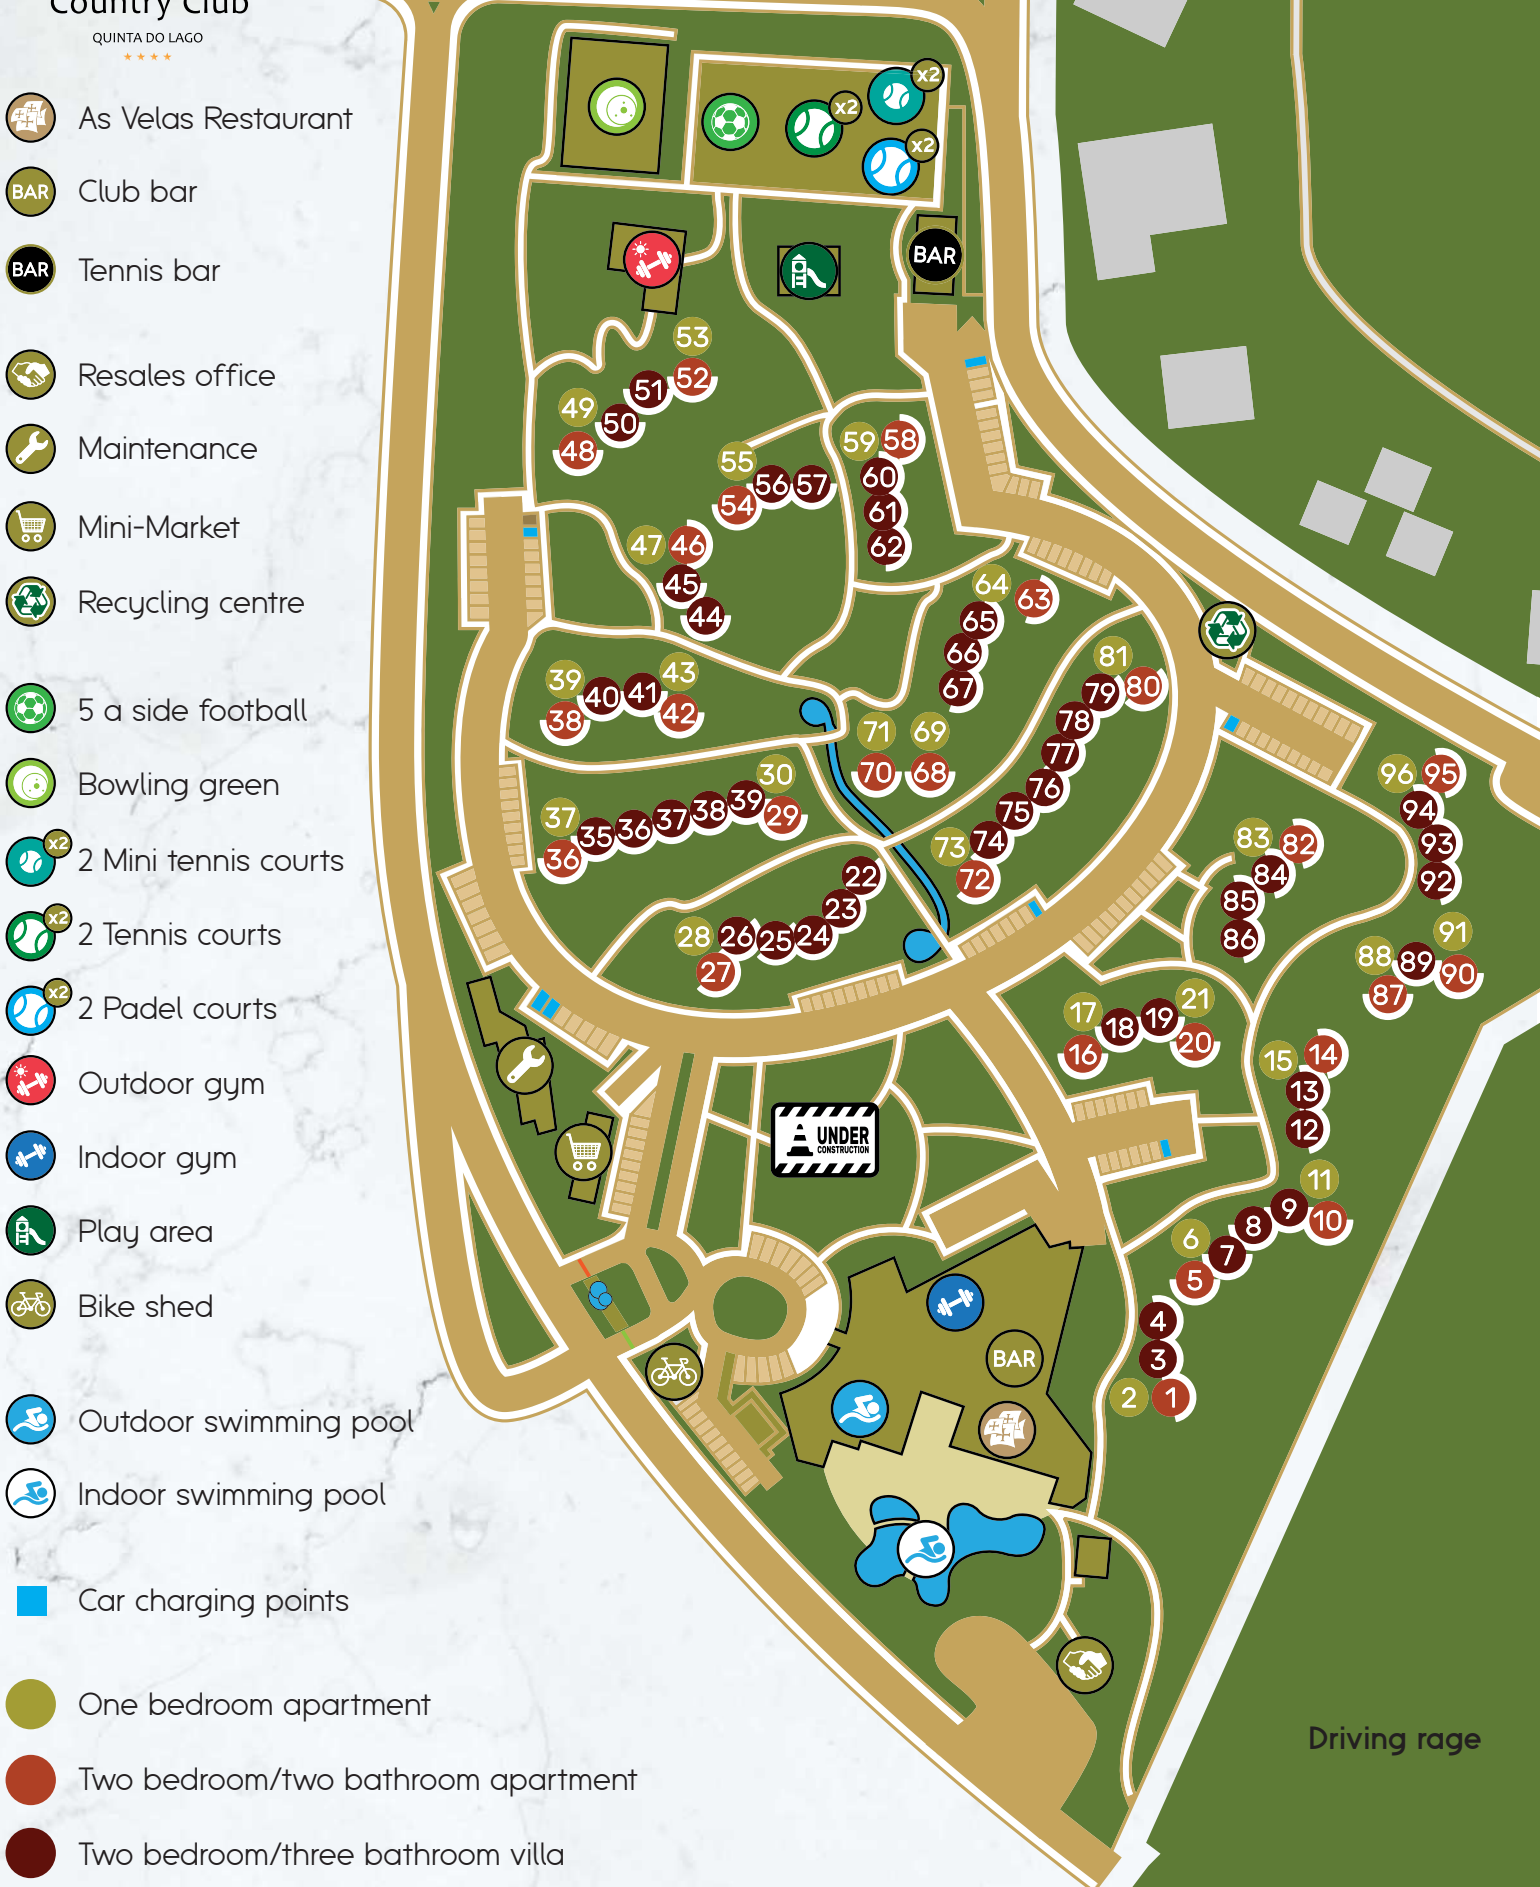 Country Club
QUINTA DO LAGO
As Velas Restaurant
BAR Club bar
BAR Tennis bar
Resales office
Maintenance
Mini-Market
Recycling centre
5 a side football
Bowling green
x2 2 Mini tennis courts
x2 2 Tennis courts
x2 2 Padel courts
Outdoor gym
Indoor gym
Play area
Bike shed
Outdoor swimming pool
Indoor swimming pool
Car charging points
One bedroom apartment
Two bedroom/two bathroom apartment
Two bedroom/three bathroom villa
x2
x2
x2
BAR
53
52
51
50
49
48
55
56 57
54
59 58
60
61
62
47 46
45
44
64
63
65
66
67
81
80
79
78
77
76
75
74
73
72
39
40 41
43
38
42
71 69
70 68
30
29
37
35 36 37 38 39
36
22
23
24
25
26
28
27
96 95
94
93
92
83 82
84
85
86
91
88 89
90
87
17
18 19
21
16
20
15 14
13
12
11
10
9
8
7
6
5
4
3
2 1
UNDER
CONSTRUCTION
BAR
Driving rage